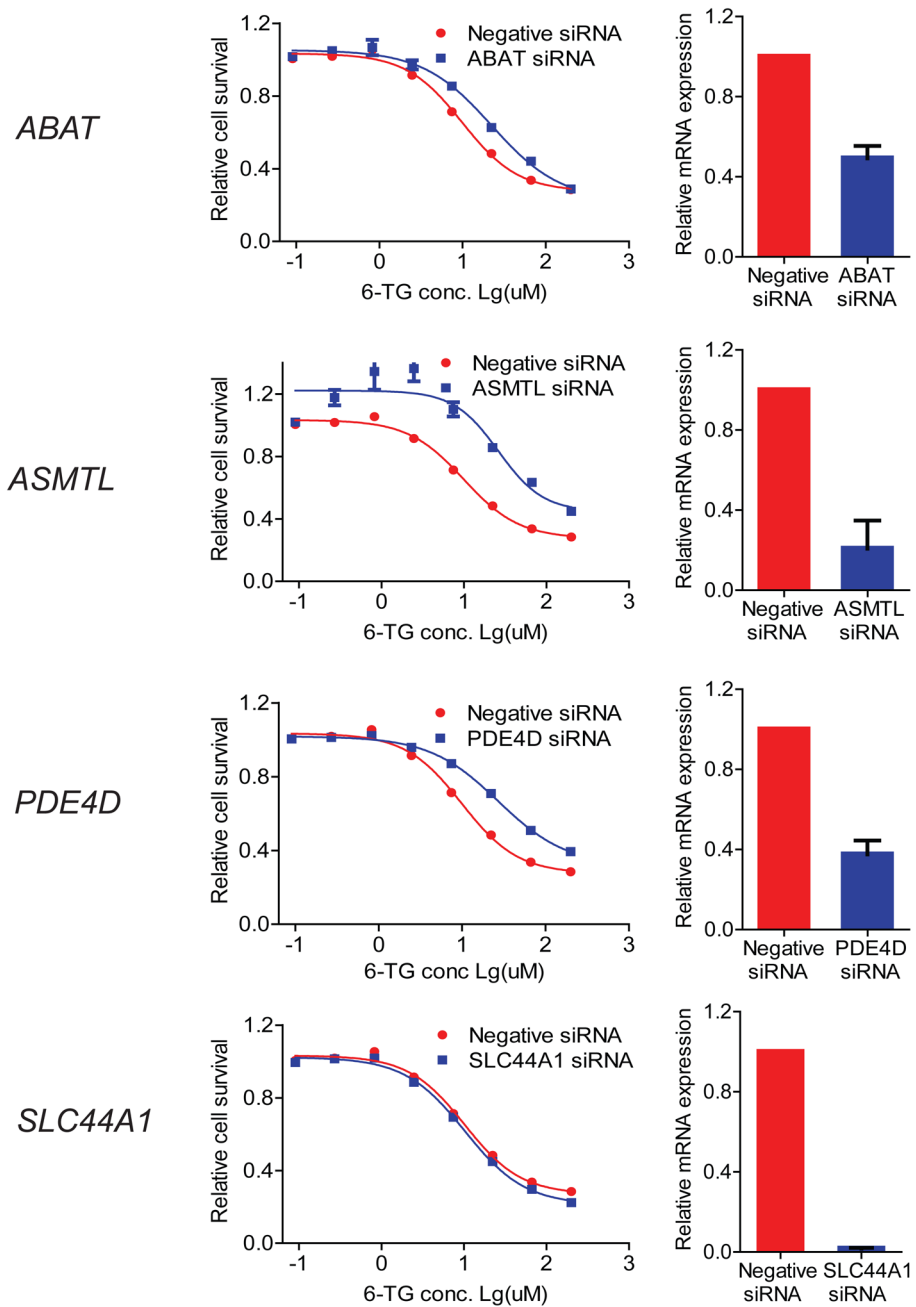 ABAT
Relative cell survival
1.2
0.8
0.4
0.0
-1 0 1 2 3
6-TG conc. Lg(uM)
Negative siRNA
ABAT siRNA
Relative mRNA expression
1.2
0.8
0.4
0.0
Negative siRNA
ABAT siRNA
ASMTL
Relative cell survival
1.2
0.8
0.4
0.0
-1 0 1 2 3
6-TG conc. Lg(uM)
Negative siRNA
ASMTL siRNA
Relative mRNA expression
1.2
0.8
0.4
0.0
Negative siRNA
ASMTL siRNA
PDE4D
Relative cell survival
1.2
0.8
0.4
0.0
-1 0 1 2 3
6-TG conc Lg(uM)
Negative siRNA
PDE4D siRNA
Relative mRNA expression
1.2
0.8
0.4
0.0
Negative siRNA
PDE4D siRNA
SLC44A1
Relative cell survival
1.2
0.8
0.4
0.0
-1 0 1 2 3
6-TG conc. Lg(uM)
Negative siRNA
SLC44A1 siRNA
Relative mRNA expression
1.2
0.8
0.4
0.0
Negative siRNA
SLC44A1 siRNA